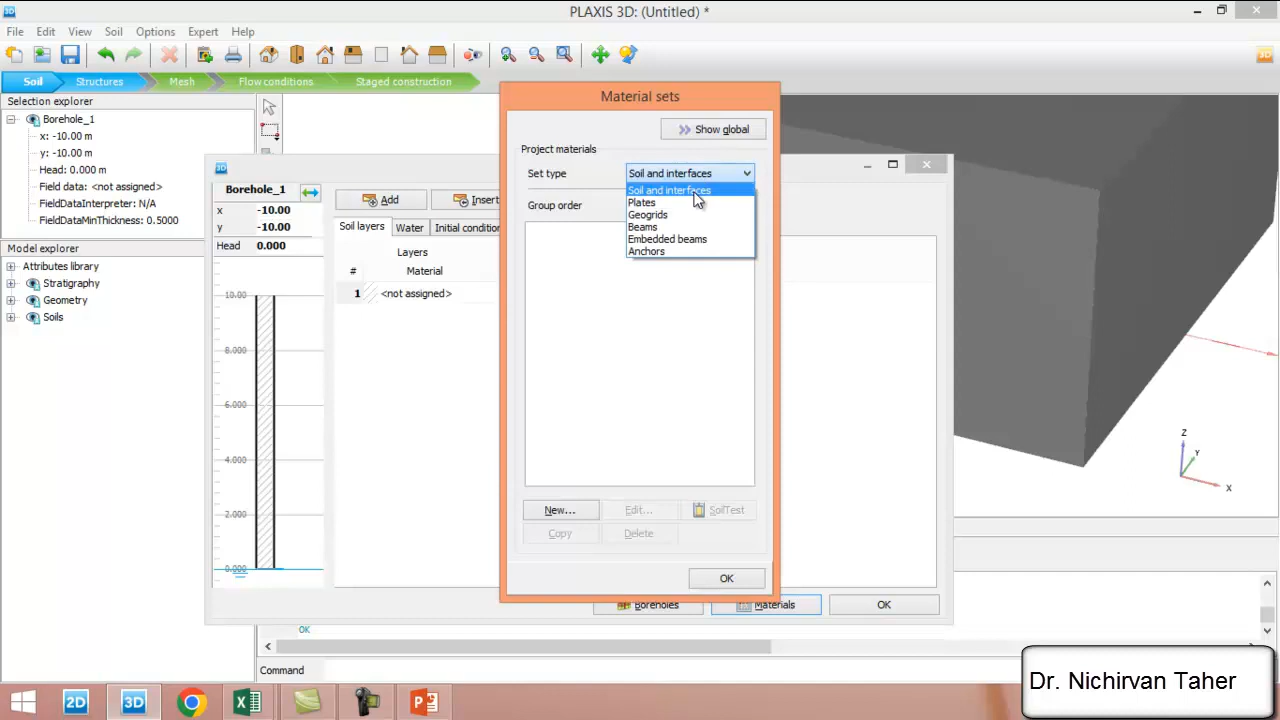 PLAXIS 3D: (Untitled) *
File Edit View Soil Options Expert Help
Soil Structures Mesh Flow conditions Staged construction
Selection explorer
Borehole_1
x: -10.00 m
y: -10.00 m
Head: 0.000 m
Field data: <not assigned>
FieldDataInterpreter: N/A
FieldDataMinThickness: 0.5000
Model explorer
Attributes library
Stratigraphy
Geometry
Soils
Borehole_1
x -10.00
y -10.00
Head 0.000
10.00
8.000
6.000
4.000
2.000
0.000
Add Insert
Soil layers Water Initial condition
Layers
# Material
1 <not assigned>
Boreholes Materials OK
Material sets
Show global
Project materials
Set type Soil and interfaces
Soil and interfaces
Plates
Geogrids
Beams
Embedded beams
Anchors
Group order
New... Edit... SoilTest
Copy Delete
OK
Z
Y
X
OK
Command
2D 3D
Dr. Nichirvan Taher